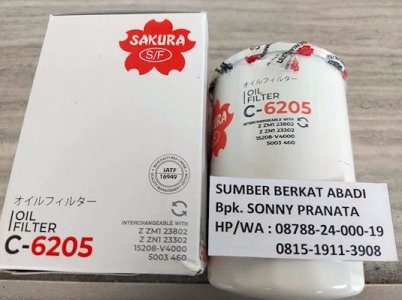 SAKURA
S/F
オイルフィルター
OIL
FILTER
C-6205
IATF
16949
INTERCHANGEABLE WITH
Z ZM1 23802
Z ZN1 23302
15208-V4000
5003 460
オイルフィルター
OIL
FILTER
C-6205
INTERCHANGEABLE WITH
Z ZM1 23802
Z ZN1 23302
15208-V4000
5003 460
SUMBER BERKAT ABADI
Bpk. SONNY PRANATA
HP/WA : 08788-24-000-19
0815-1911-3908